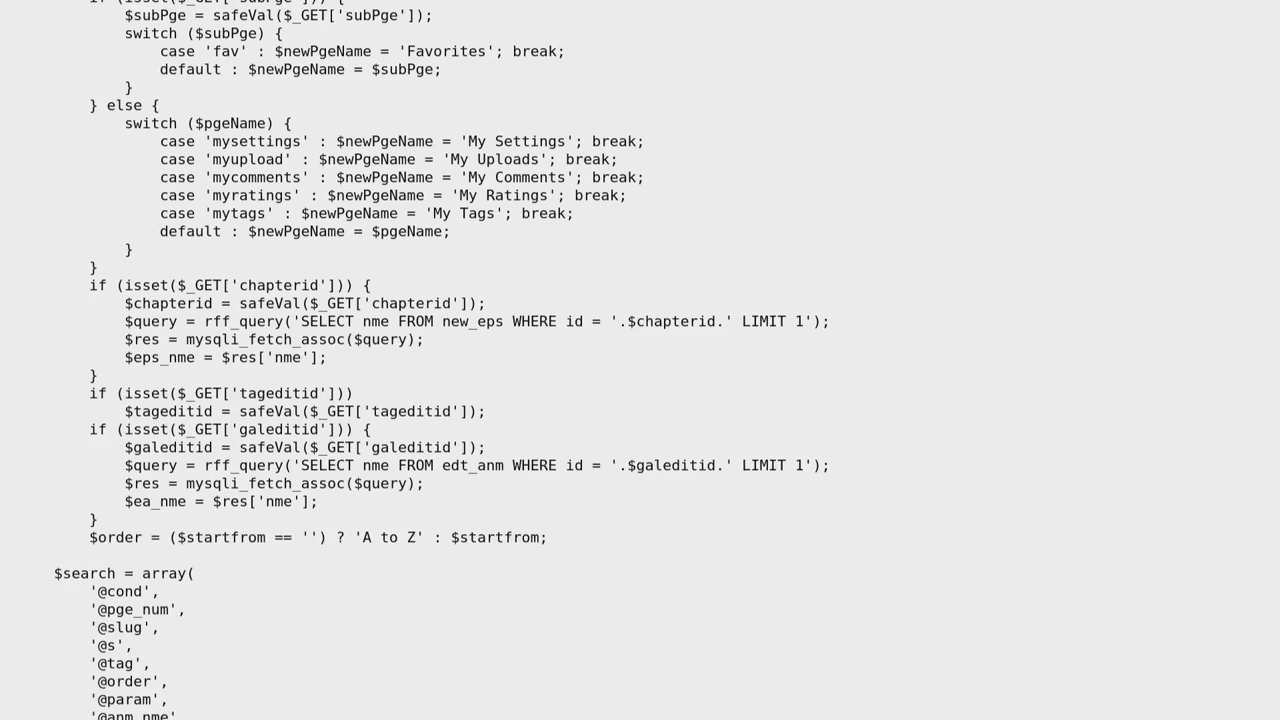 if (isset($_GET['subPge'])) {
$subPge = safeVal($_GET['subPge']);
switch ($subPge) {
case 'fav' : $newPgeName = 'Favorites'; break;
default : $newPgeName = $subPge;
}
} else {
switch ($pgeName) {
case 'mysettings' : $newPgeName = 'My Settings'; break;
case 'myupload' : $newPgeName = 'My Uploads'; break;
case 'mycomments' : $newPgeName = 'My Comments'; break;
case 'myratings' : $newPgeName = 'My Ratings'; break;
case 'mytags' : $newPgeName = 'My Tags'; break;
default : $newPgeName = $pgeName;
}
}
if (isset($_GET['chapterid'])) {
$chapterid = safeVal($_GET['chapterid']);
$query = rff_query('SELECT nme FROM new_eps WHERE id = '.$chapterid.' LIMIT 1');
$res = mysqli_fetch_assoc($query);
$eps_nme = $res['nme'];
}
if (isset($_GET['tageditid']))
$tageditid = safeVal($_GET['tageditid']);
if (isset($_GET['galeditid'])) {
$galeditid = safeVal($_GET['galeditid']);
$query = rff_query('SELECT nme FROM edt_anm WHERE id = '.$galeditid.' LIMIT 1');
$res = mysqli_fetch_assoc($query);
$ea_nme = $res['nme'];
}
$order = ($startfrom == '') ? 'A to Z' : $startfrom;
$search = array(
'@cond',
'@pge_num',
'@slug',
'@s',
'@tag',
'@order',
'@param',
'@anm_nme'